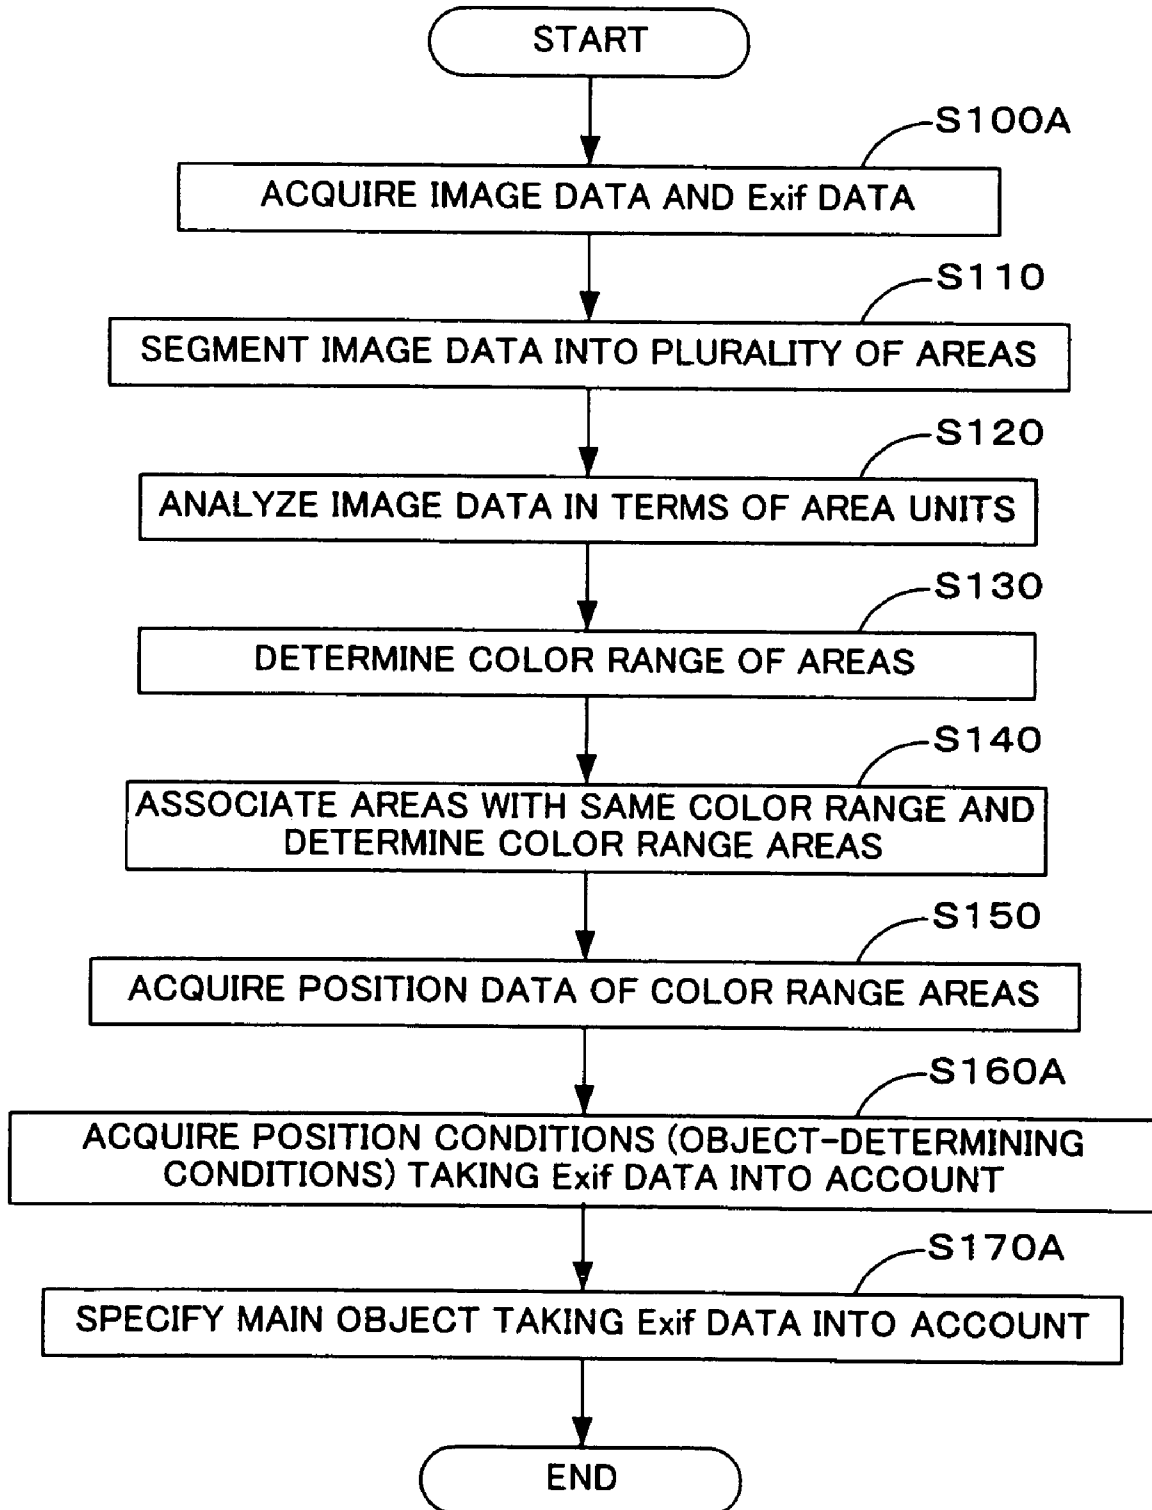 START
S100A
ACQUIRE IMAGE DATA AND Exif DATA
S110
SEGMENT IMAGE DATA INTO PLURALITY OF AREAS
S120
ANALYZE IMAGE DATA IN TERMS OF AREA UNITS
S130
DETERMINE COLOR RANGE OF AREAS
S140
ASSOCIATE AREAS WITH SAME COLOR RANGE AND
DETERMINE COLOR RANGE AREAS
S150
ACQUIRE POSITION DATA OF COLOR RANGE AREAS
S160A
ACQUIRE POSITION CONDITIONS (OBJECT-DETERMINING
CONDITIONS) TAKING Exif DATA INTO ACCOUNT
S170A
SPECIFY MAIN OBJECT TAKING Exif DATA INTO ACCOUNT
END